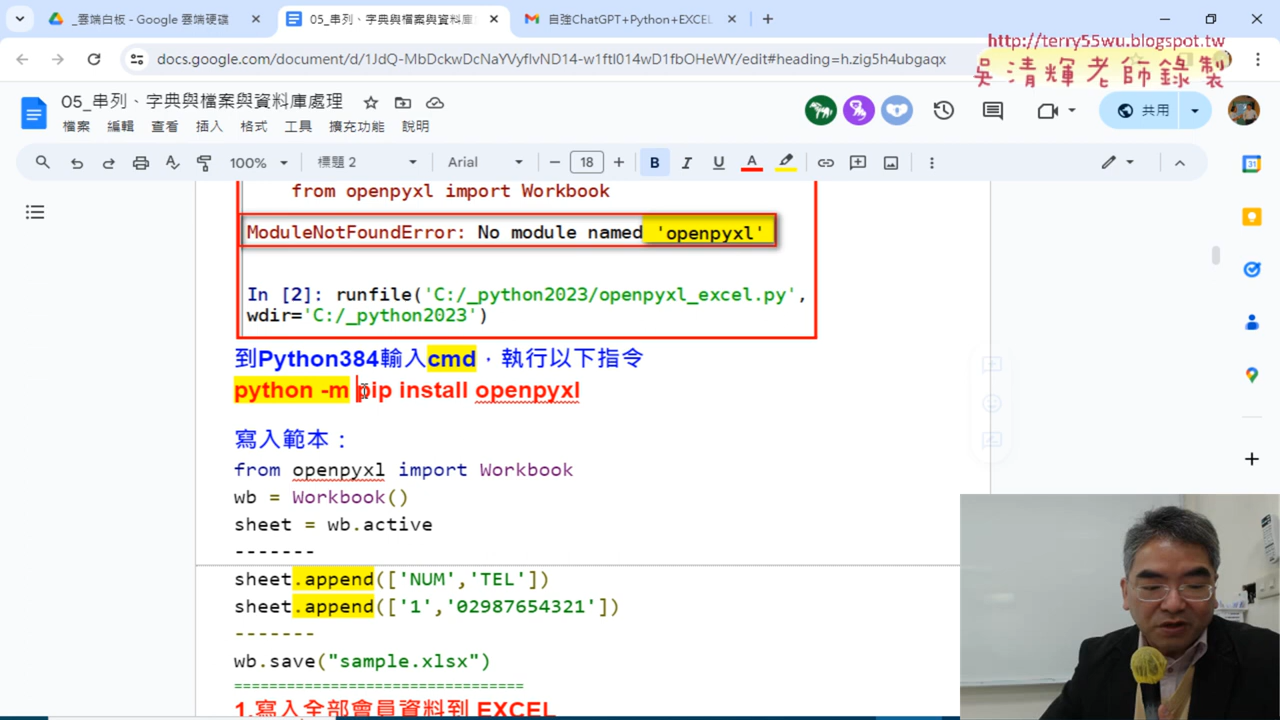 _雲端白板 - Google 雲端硬碟
05_串列、字典與檔案與資料庫
自強ChatGPT+Python+EXCEL
docs.google.com/document/d/1JdQ-MbDckwDcNaYVyflvND14-w1ftl014wD1fbOHeWY/edit#heading=h.zig5h4ubgaqx
http://terry55wu.blogspot.tw
吳清輝老師錄製
05_串列、字典與檔案與資料庫處理
檔案 編輯 查看 插入 格式 工具 擴充功能 說明
共用
100% 標題 2 Arial 18 B I U A
from openpyxl import Workbook
ModuleNotFoundError: No module named 'openpyxl'
In [2]: runfile('C:/_python2023/openpyxl_excel.py',
wdir='C:/_python2023')
到Python384輸入cmd，執行以下指令
python -m pip install openpyxl
寫入範本：
from openpyxl import Workbook
wb = Workbook()
sheet = wb.active
-------
sheet.append(['NUM','TEL'])
sheet.append(['1','02987654321'])
-------
wb.save("sample.xlsx")
==============================
1.寫入全部會員資料到 EXCEL